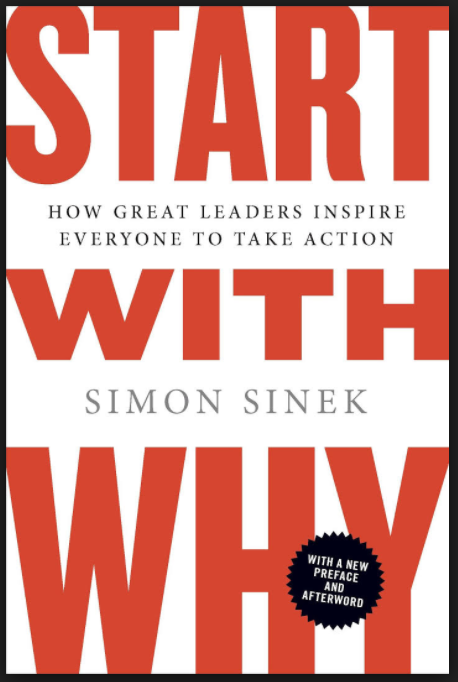 START
HOW GREAT LEADERS INSPIRE
EVERYONE TO TAKE ACTION
WITH
SIMON SINEK
WHY
WITH A NEW
PREFACE
AND
AFTERWORD